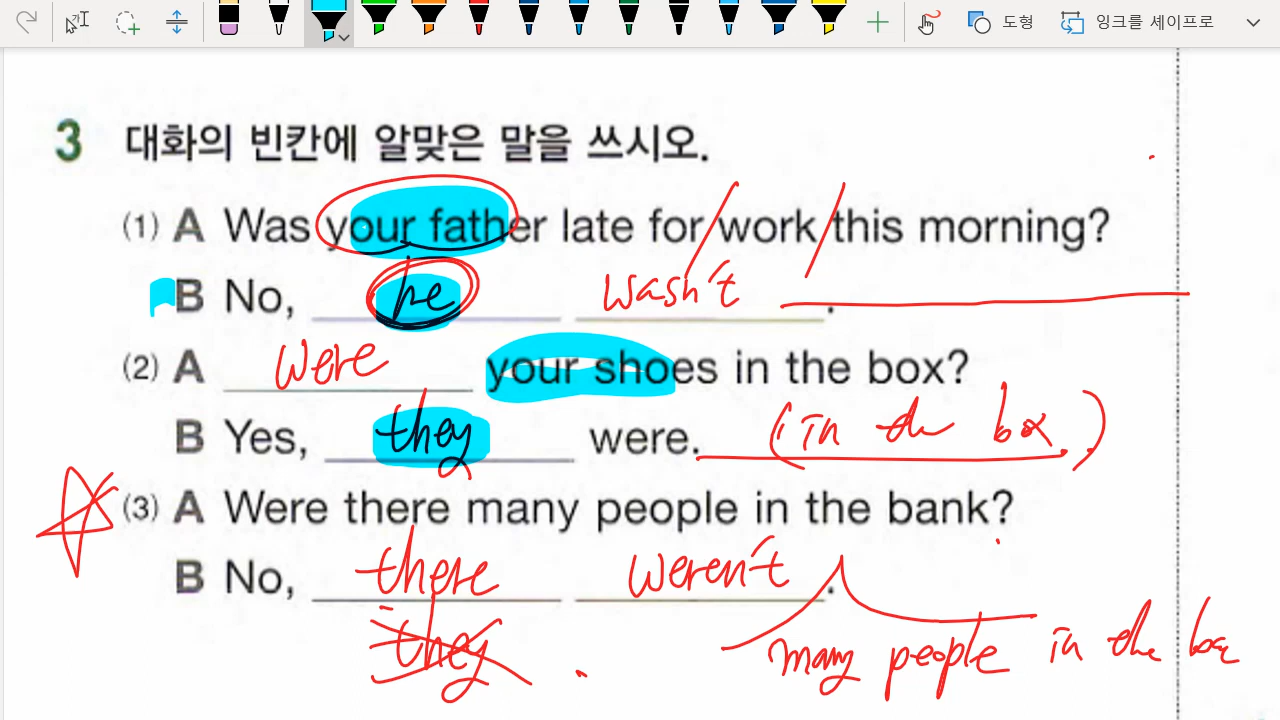 도형 잉크를 셰이프로
3 대화의 빈칸에 알맞은 말을 쓰시오.
(1) A Was your father late for work this morning?
B No, he wasn't .
(2) A were your shoes in the box?
B Yes, they were. (in the box)
(3) A Were there many people in the bank?
B No, there weren't .
they
many people in the